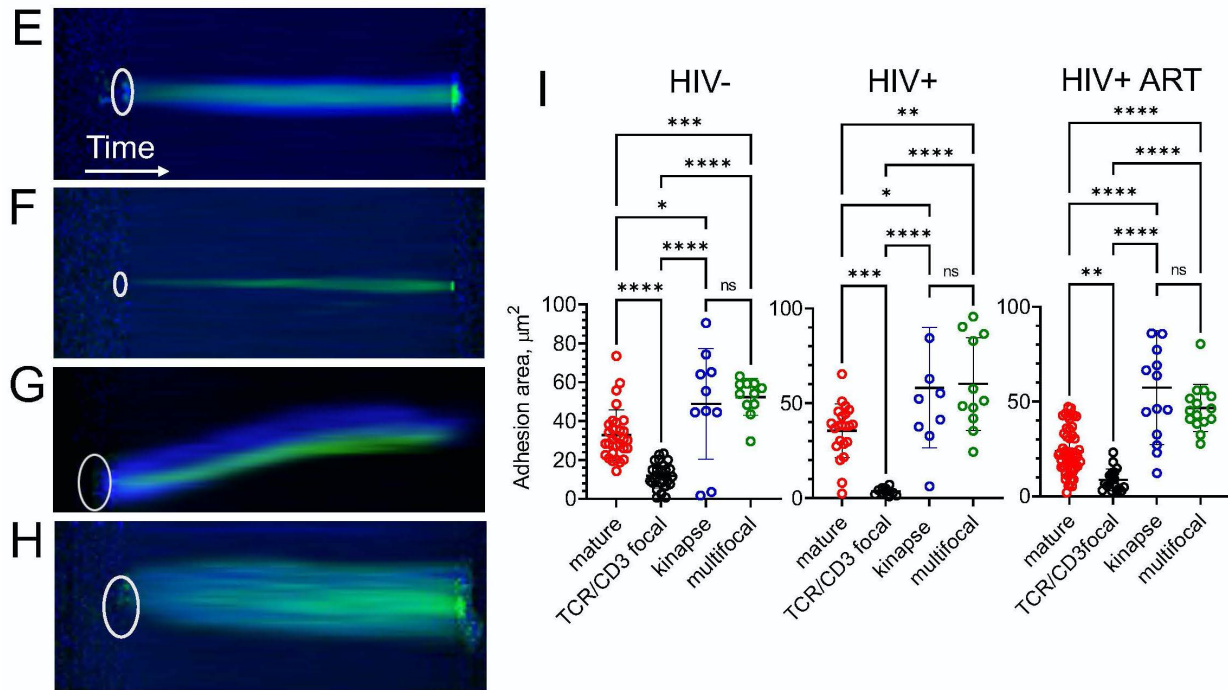 E
Time
F
G
H
I
HIV-
***
****
*
****
****
ns
Adhesion area, μm²
100
80
60
40
20
0
mature
TCR/CD3 focal
kinapse
multifocal
HIV+
**
****
*
****
***
ns
100
50
0
mature
TCR/CD3 focal
kinapse
multifocal
HIV+ ART
****
****
****
****
**
ns
100
50
0
mature
TCR/CD3focal
kinapse
multifocal